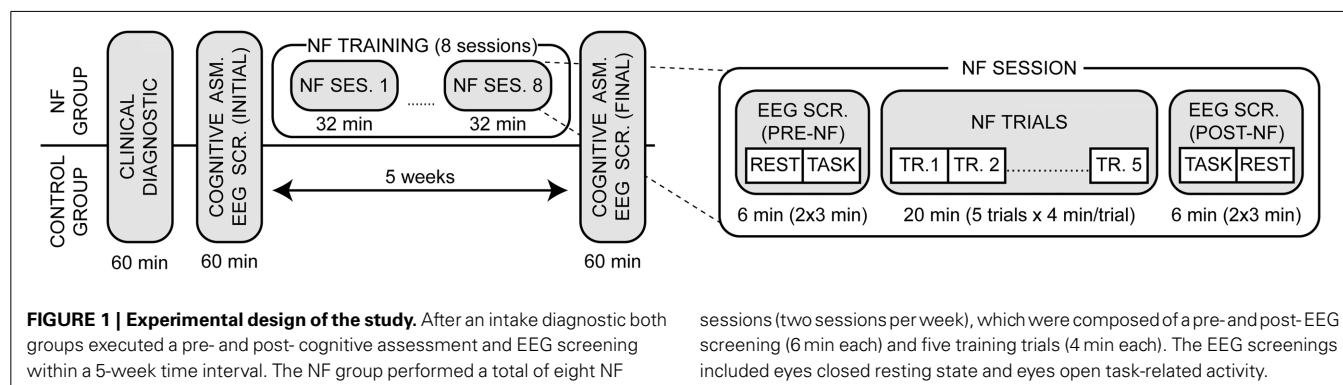 NF GROUP
CONTROL GROUP
CLINICAL DIAGNOSTIC
60 min
COGNITIVE ASM.
EEG SCR. (INITIAL)
60 min
NF TRAINING (8 sessions)
NF SES. 1
........
NF SES. 8
32 min
32 min
5 weeks
COGNITIVE ASM.
EEG SCR. (FINAL)
60 min
NF SESSION
EEG SCR.
(PRE-NF)
REST TASK
6 min (2x3 min)
NF TRIALS
TR.1 TR. 2 .................. TR. 5
20 min (5 trials x 4 min/trial)
EEG SCR.
(POST-NF)
TASK REST
6 min (2x3 min)
FIGURE 1 | Experimental design of the study. After an intake diagnostic both
groups executed a pre- and post- cognitive assessment and EEG screening
within a 5-week time interval. The NF group performed a total of eight NF
sessions (two sessions per week), which were composed of a pre- and post- EEG
screening (6 min each) and five training trials (4 min each). The EEG screenings
included eyes closed resting state and eyes open task-related activity.